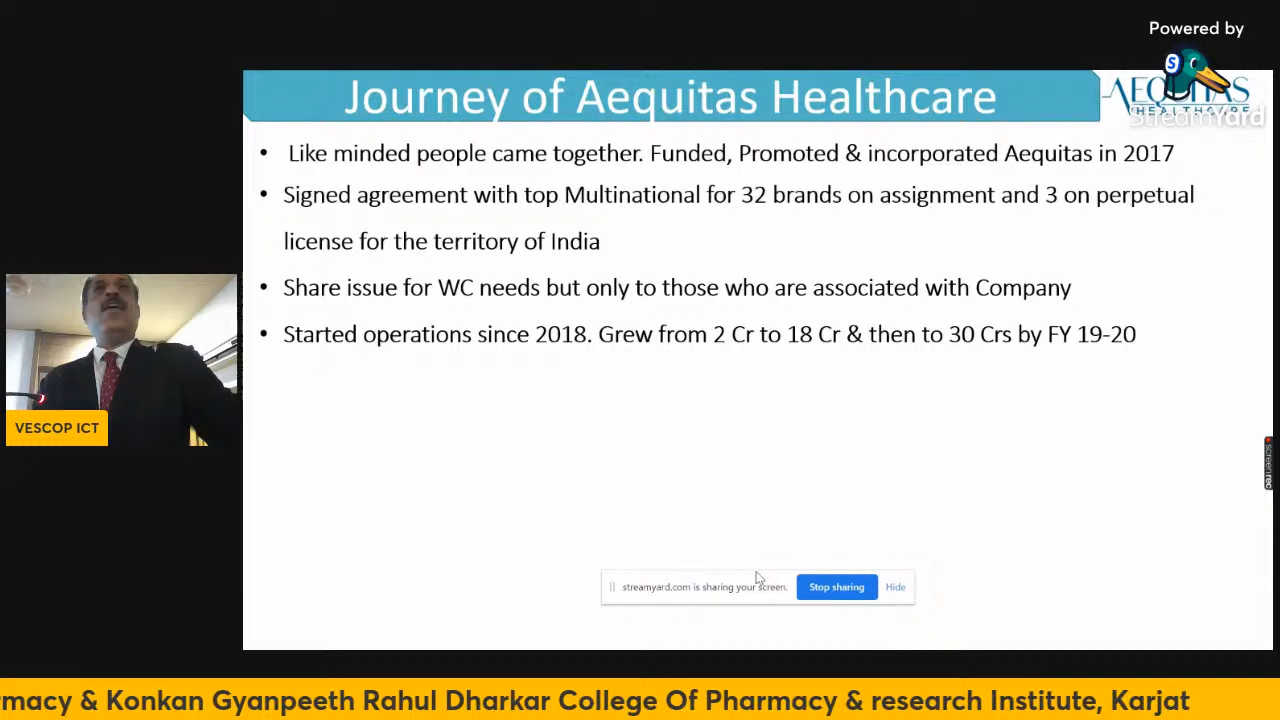 Powered by
StreamYard
Journey of Aequitas Healthcare
AEQUITAS
HEALTHCARE
• Like minded people came together. Funded, Promoted & incorporated Aequitas in 2017
• Signed agreement with top Multinational for 32 brands on assignment and 3 on perpetual
license for the territory of India
• Share issue for WC needs but only to those who are associated with Company
• Started operations since 2018. Grew from 2 Cr to 18 Cr & then to 30 Crs by FY 19-20
VESCOP ICT
screenrec
streamyard.com is sharing your screen. Stop sharing Hide
rmacy & Konkan Gyanpeeth Rahul Dharkar College Of Pharmacy & research Institute, Karjat